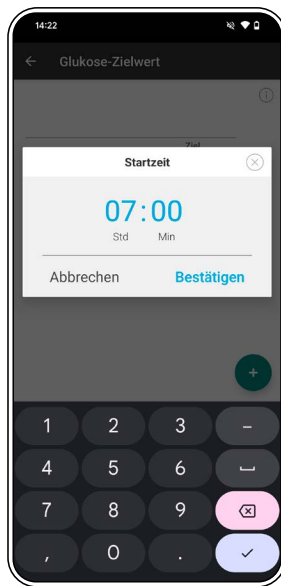 14:22
Glukose-Zielwert
Ziel
Startzeit
07:00
Std Min
Abbrechen Bestätigen
+
1 2 3 –
4 5 6
7 8 9
, 0 .